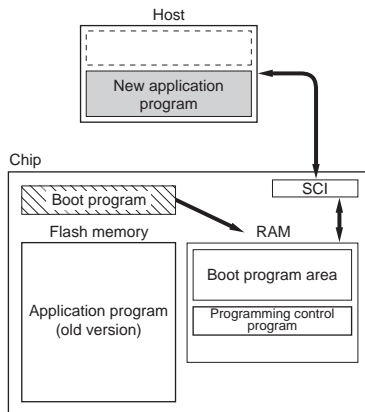 Host
New application
program
Chip
SCI
Boot program
Flash memory
RAM
Application program
(old version)
Boot program area
Programming control
program